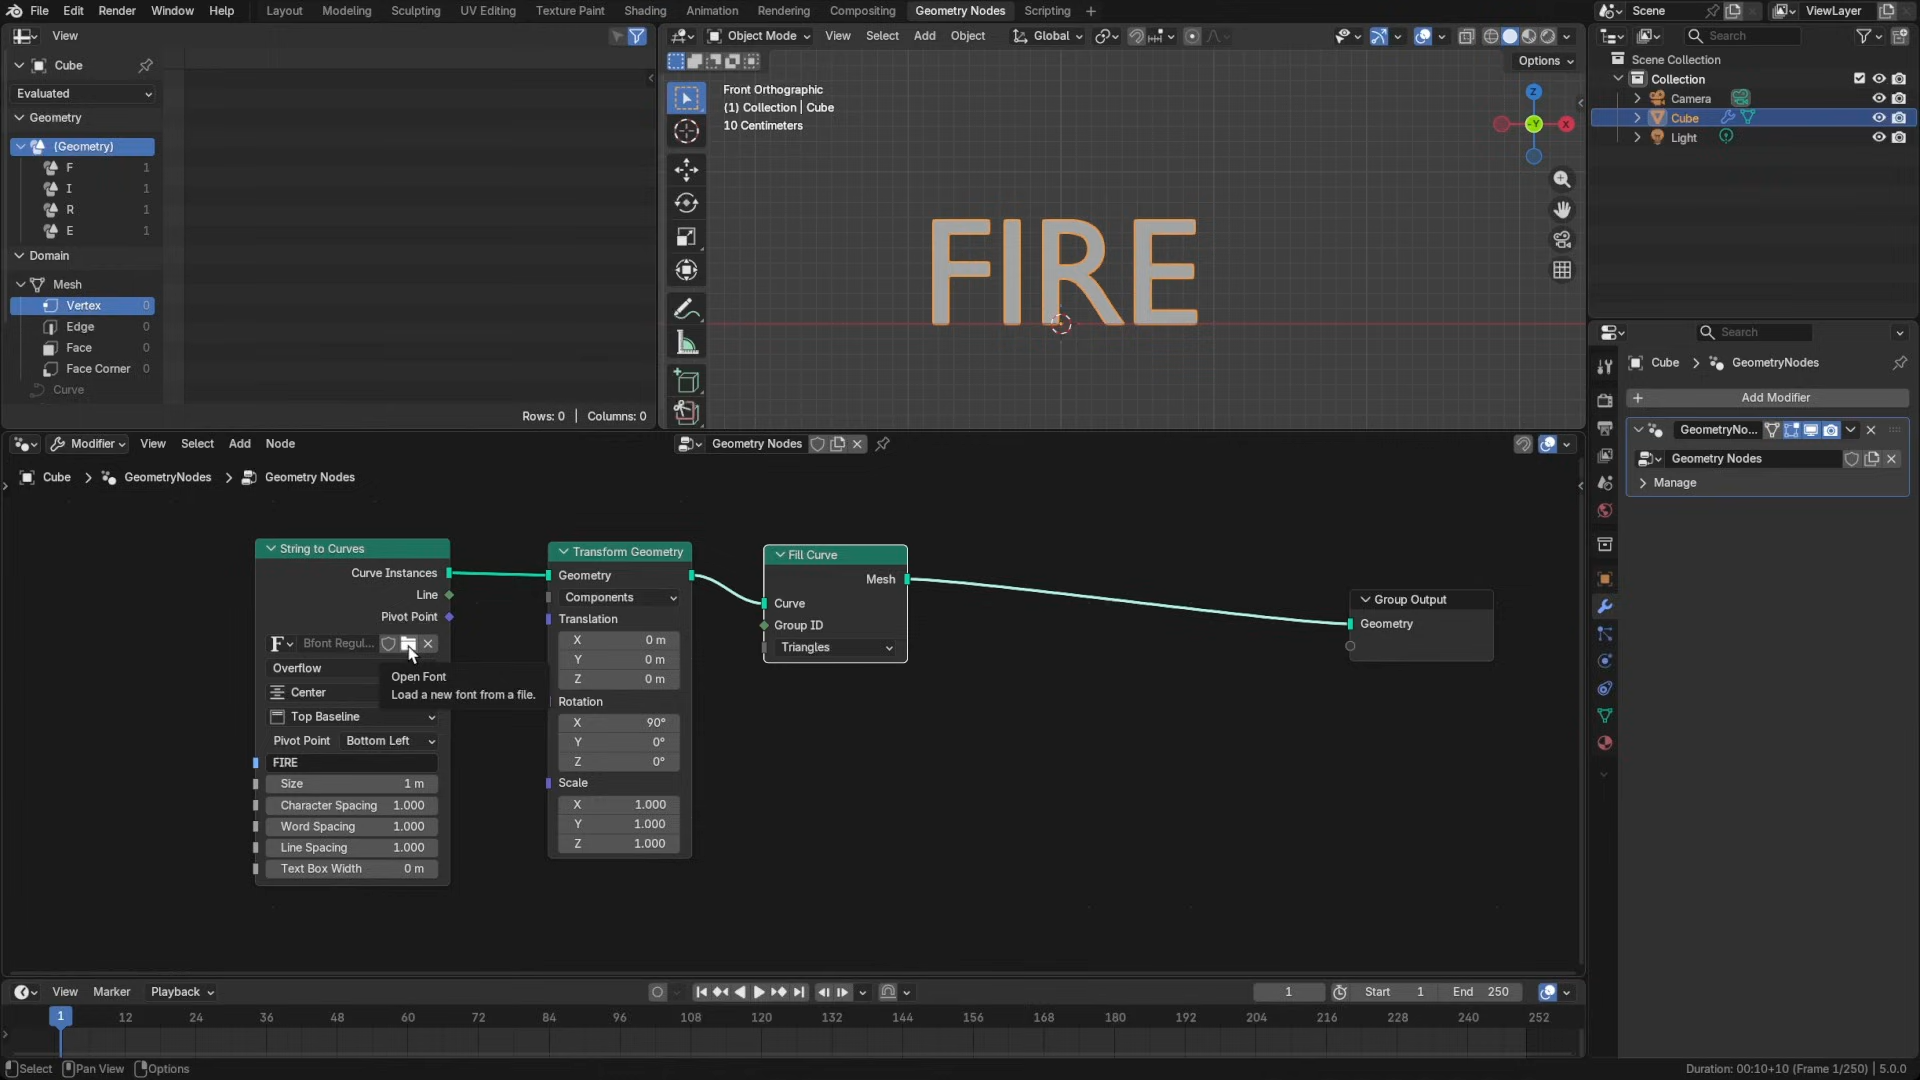 File Edit Render Window Help Layout Modeling Sculpting UV Editing Texture Paint Shading Animation Rendering Compositing Geometry Nodes Scripting + Scene ViewLayer
View
Object Mode View Select Add Object Global Search
Cube
Evaluated
Geometry
(Geometry)
F 1
I 1
R 1
E 1
Domain
Mesh
Vertex 0
Edge 0
Face 0
Face Corner 0
Curve
Rows: 0 | Columns: 0
Options
Front Orthographic
(1) Collection | Cube
10 Centimeters
Z
-Y
X
FIRE
Scene Collection
Collection
Camera
Cube
Light
Search
Cube > GeometryNodes
+ Add Modifier
GeometryNo...
Geometry Nodes
Manage
Modifier View Select Add Node Geometry Nodes
Cube > GeometryNodes > Geometry Nodes
String to Curves
Curve Instances
Line
Pivot Point
F Bfont Regul...
Overflow
Center
Top Baseline
Pivot Point Bottom Left
FIRE
Size 1 m
Character Spacing 1.000
Word Spacing 1.000
Line Spacing 1.000
Text Box Width 0 m
Open Font
Load a new font from a file.
Transform Geometry
Geometry
Components
Translation
X 0 m
Y 0 m
Z 0 m
Rotation
X 90°
Y 0°
Z 0°
Scale
X 1.000
Y 1.000
Z 1.000
Fill Curve
Mesh
Curve
Group ID
Triangles
Group Output
Geometry
View Marker Playback 1 Start 1 End 250
1 12 24 36 48 60 72 84 96 108 120 132 144 156 168 180 192 204 216 228 240 252
Select Pan View Options Duration: 00:10+10 (Frame 1/250) | 5.0.0